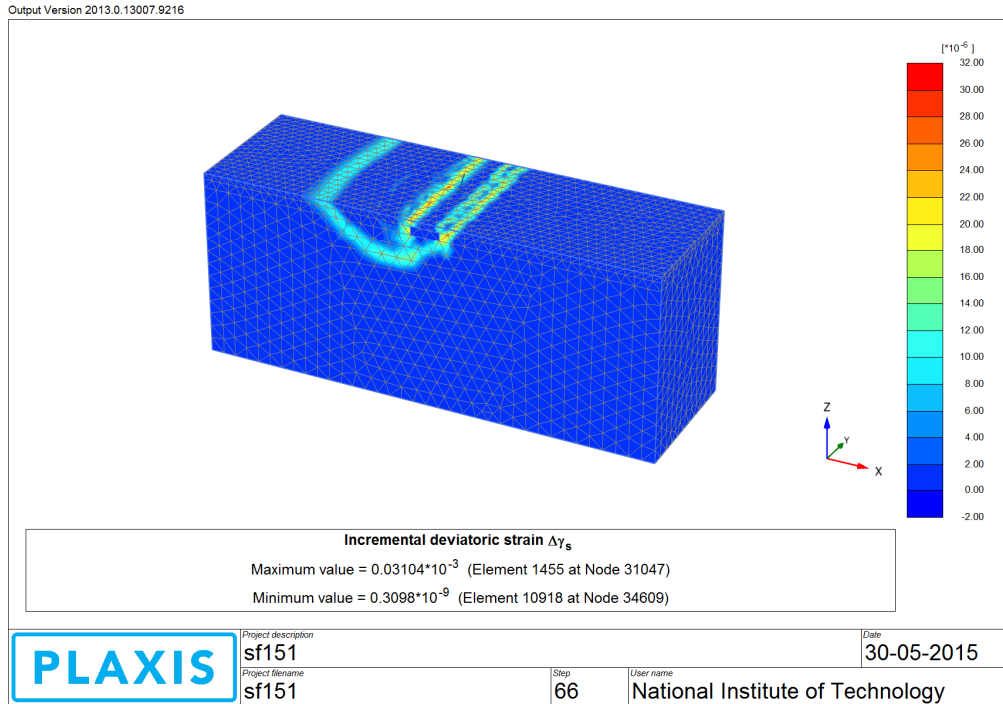 Output Version 2013.0.13007.9216
[*10-6 ]
32.00
30.00
28.00
26.00
24.00
22.00
20.00
18.00
16.00
14.00
12.00
10.00
8.00
6.00
4.00
2.00
0.00
-2.00
Z
Y
X
Incremental deviatoric strain Δγs
Maximum value = 0.03104*10-3 (Element 1455 at Node 31047)
Minimum value = 0.3098*10-9 (Element 10918 at Node 34609)
PLAXIS
Project description
sf151
Date
30-05-2015
Project filename
sf151
Step
66
User name
National Institute of Technology